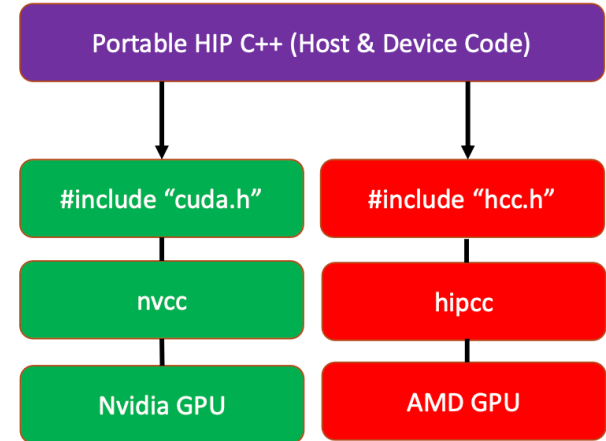 Portable HIP C++ (Host & Device Code)
#include “cuda.h”
#include “hcc.h”
nvcc
hipcc
Nvidia GPU
AMD GPU